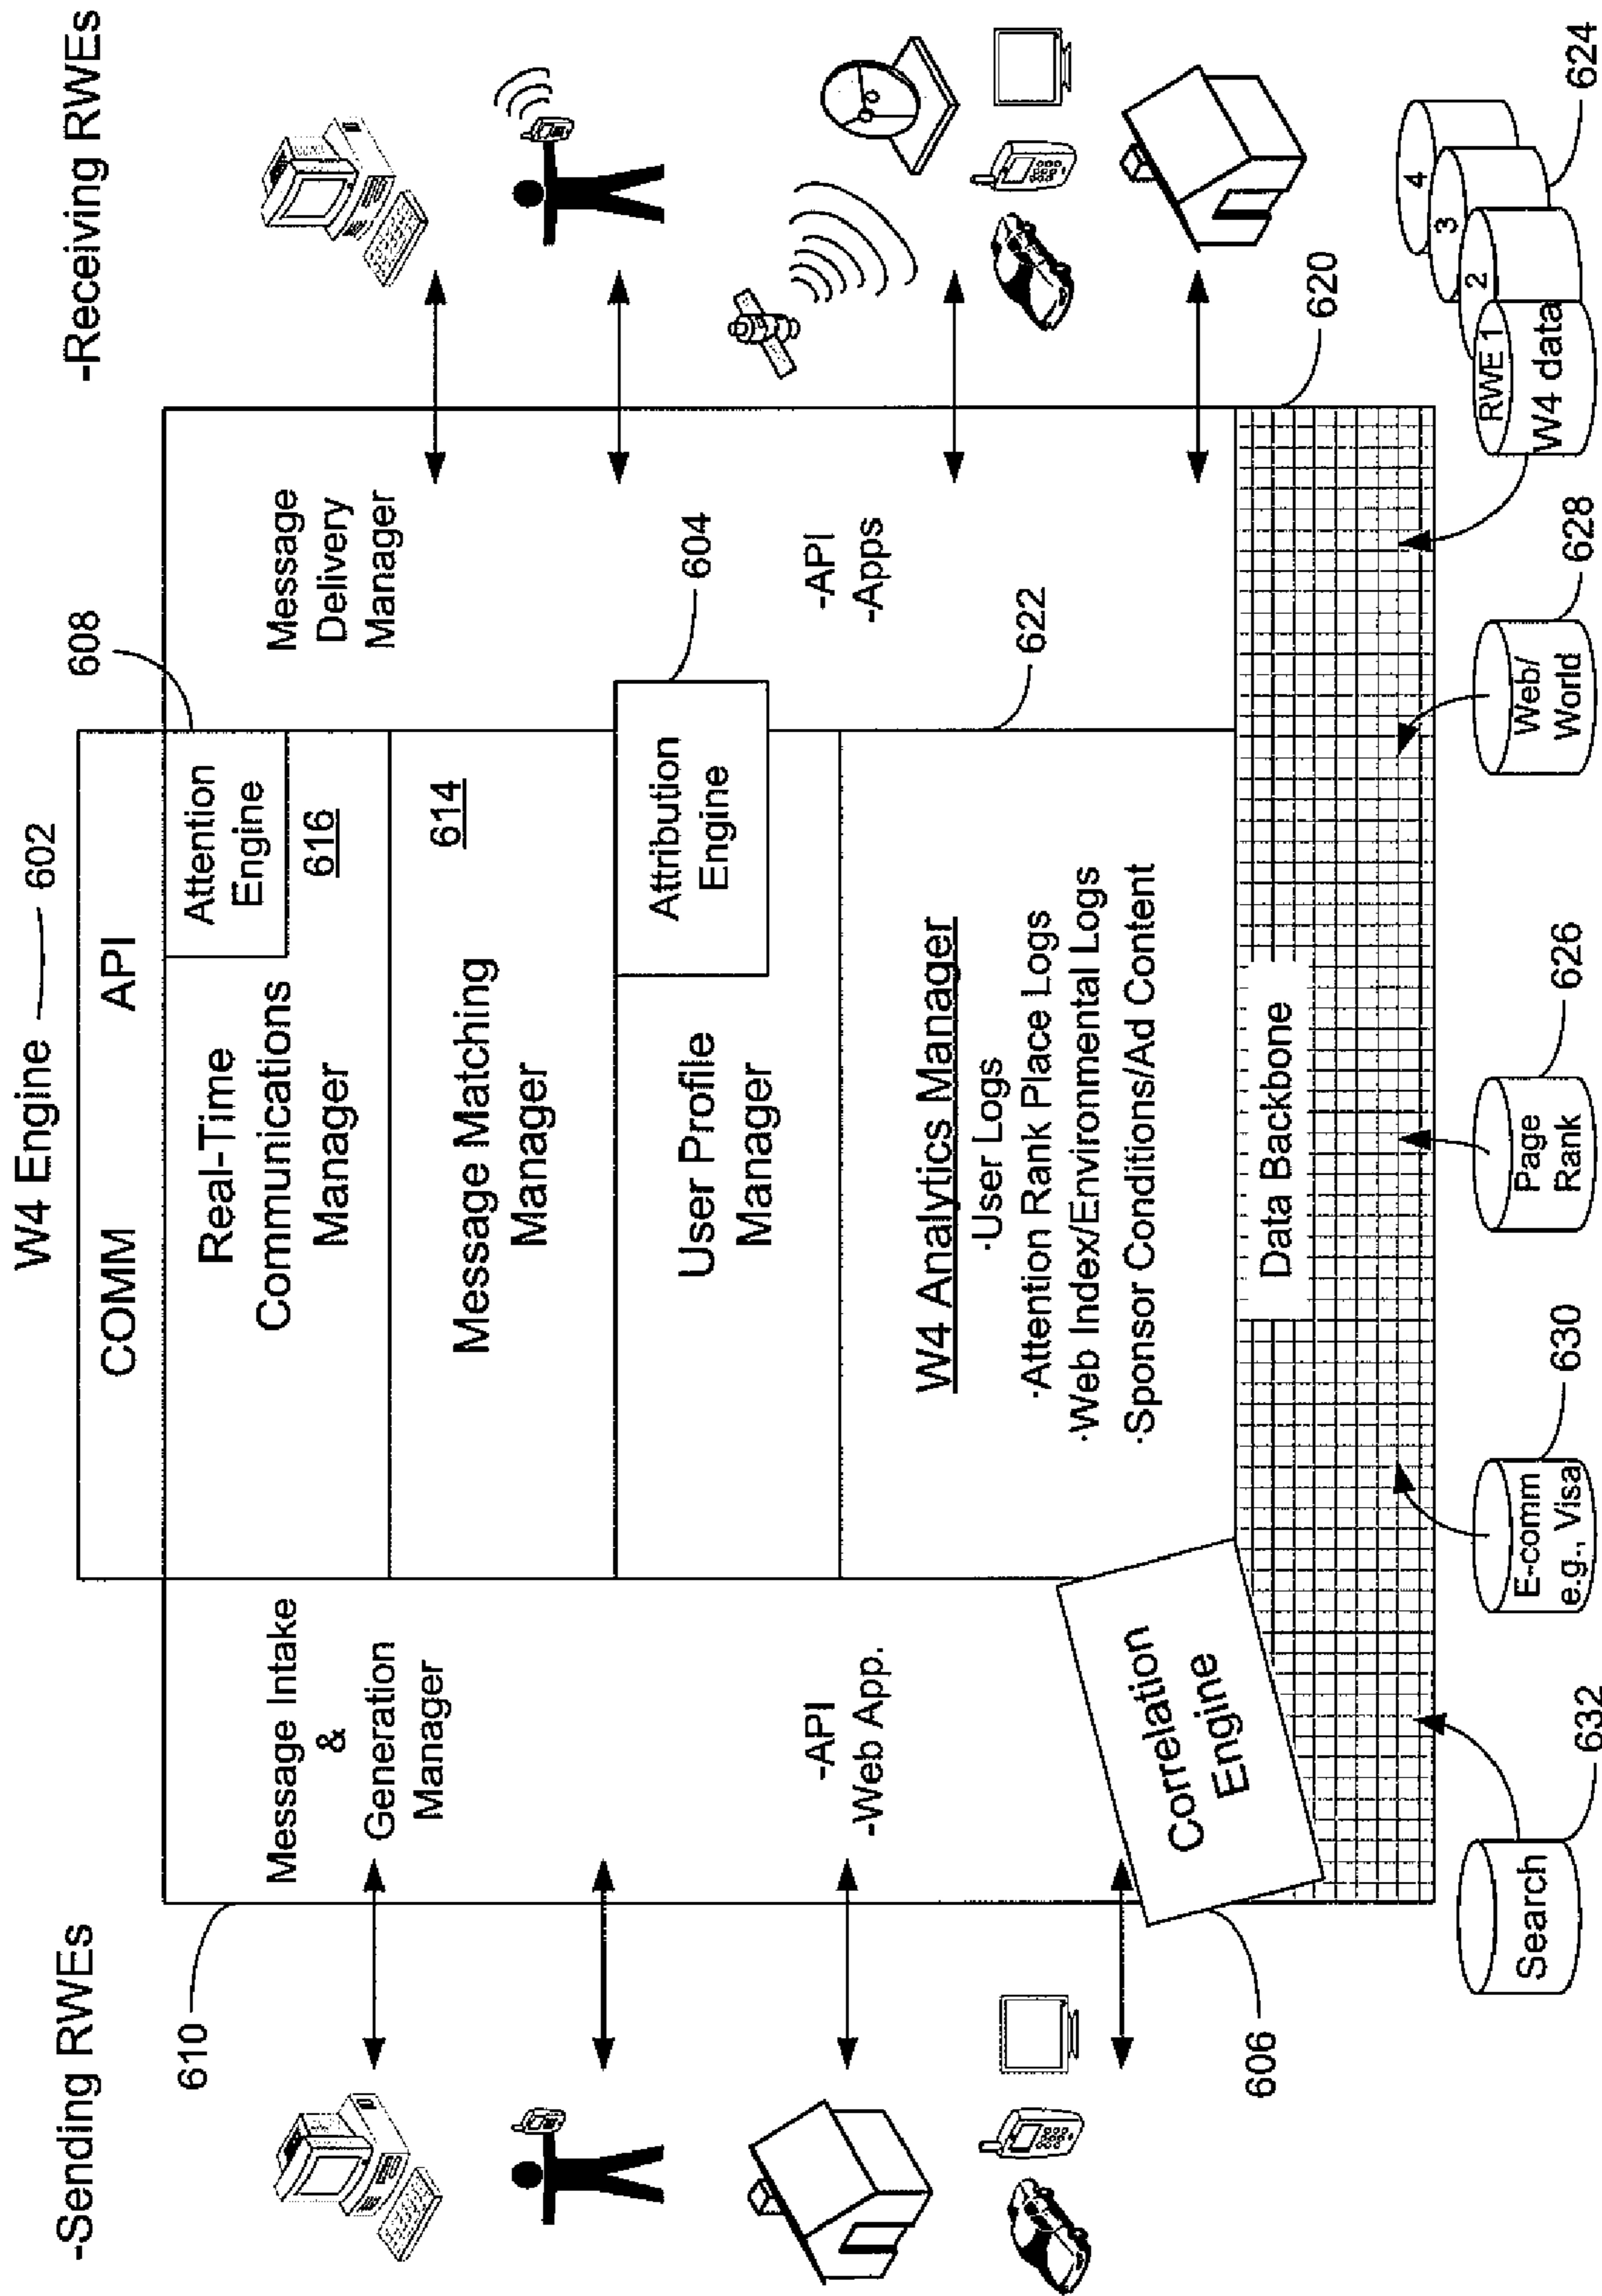 W4 Engine 602
-Sending RWEs
-Receiving RWEs
COMM API
608
610
Message Intake
&
Generation
Manager
-API
-Web App.
Real-Time
Communications
Manager
Attention
Engine
616
Message Matching
Manager
614
User Profile
Manager
Attribution
Engine
604
W4 Analytics Manager
·User Logs
·Attention Rank Place Logs
·Web Index/Environmental Logs
·Sponsor Conditions/Ad Content
622
Message
Delivery
Manager
-API
-Apps
Correlation
Engine
606
Data Backbone
620
Search
632
E-comm
e.g., Visa
630
Page
Rank
626
Web/
World
628
RWE 1
W4 data
2
3
4
624